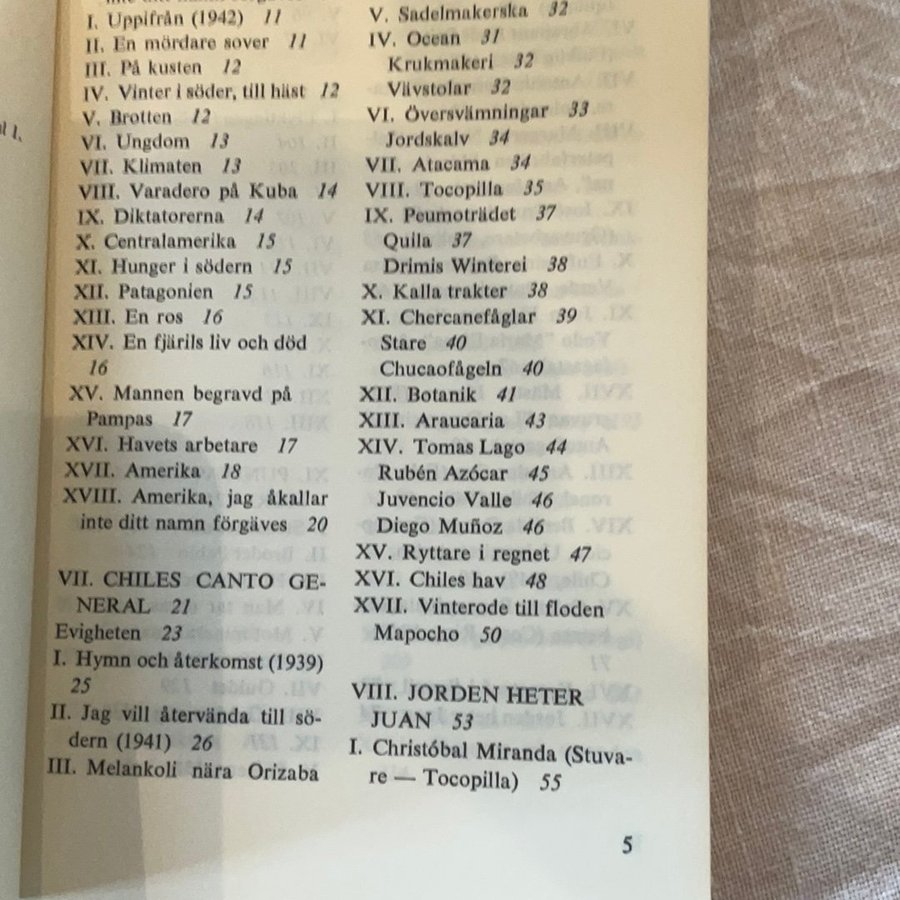 I. Uppifrån (1942) 11
II. En mördare sover 11
III. På kusten 12
IV. Vinter i söder, till häst 12
V. Brotten 12
VI. Ungdom 13
VII. Klimaten 13
VIII. Varadero på Kuba 14
IX. Diktatorerna 14
X. Centralamerika 15
XI. Hunger i södern 15
XII. Patagonien 15
XIII. En ros 16
XIV. En fjärils liv och död
16
XV. Mannen begravd på
Pampas 17
XVI. Havets arbetare 17
XVII. Amerika 18
XVIII. Amerika, jag åkallar
inte ditt namn förgäves 20
VII. CHILES CANTO GE-
NERAL 21
Evigheten 23
I. Hymn och återkomst (1939)
25
II. Jag vill återvända till sö-
dern (1941) 26
III. Melankoli nära Orizaba
V. Sadelmakerska 32
IV. Ocean 31
Krukmakeri 32
Vävstolar 32
VI. Översvämningar 33
Jordskalv 34
VII. Atacama 34
VIII. Tocopilla 35
IX. Peumoträdet 37
Quila 37
Drimis Winterei 38
X. Kalla trakter 38
XI. Chercanefåglar 39
Stare 40
Chucaofågeln 40
XII. Botanik 41
XIII. Araucaria 43
XIV. Tomas Lago 44
Rubén Azócar 45
Juvencio Valle 46
Diego Muñoz 46
XV. Ryttare i regnet 47
XVI. Chiles hav 48
XVII. Vinterode till floden
Mapocho 50
VIII. JORDEN HETER
JUAN 53
I. Christóbal Miranda (Stuva-
re — Tocopilla) 55
5